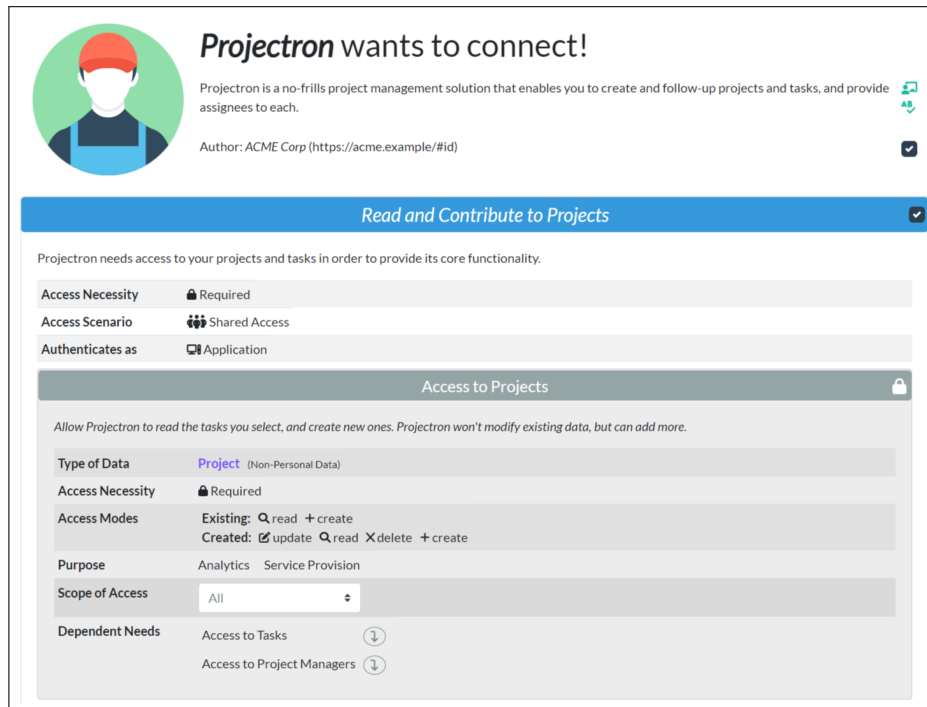 Projectron wants to connect!
Projectron is a no-frills project management solution that enables you to create and follow-up projects and tasks, and provide
assignees to each.
AB
Author: ACME Corp (https://acme.example/#id)
Read and Contribute to Projects
Projectron needs access to your projects and tasks in order to provide its core functionality.
Access Necessity Required
Access Scenario Shared Access
Authenticates as Application
Access to Projects
Allow Projectron to read the tasks you select, and create new ones. Projectron won't modify existing data, but can add more.
Type of Data Project (Non-Personal Data)
Access Necessity Required
Access Modes Existing: read + create
Created: update read delete + create
Purpose Analytics Service Provision
Scope of Access All
Dependent Needs Access to Tasks
Access to Project Managers